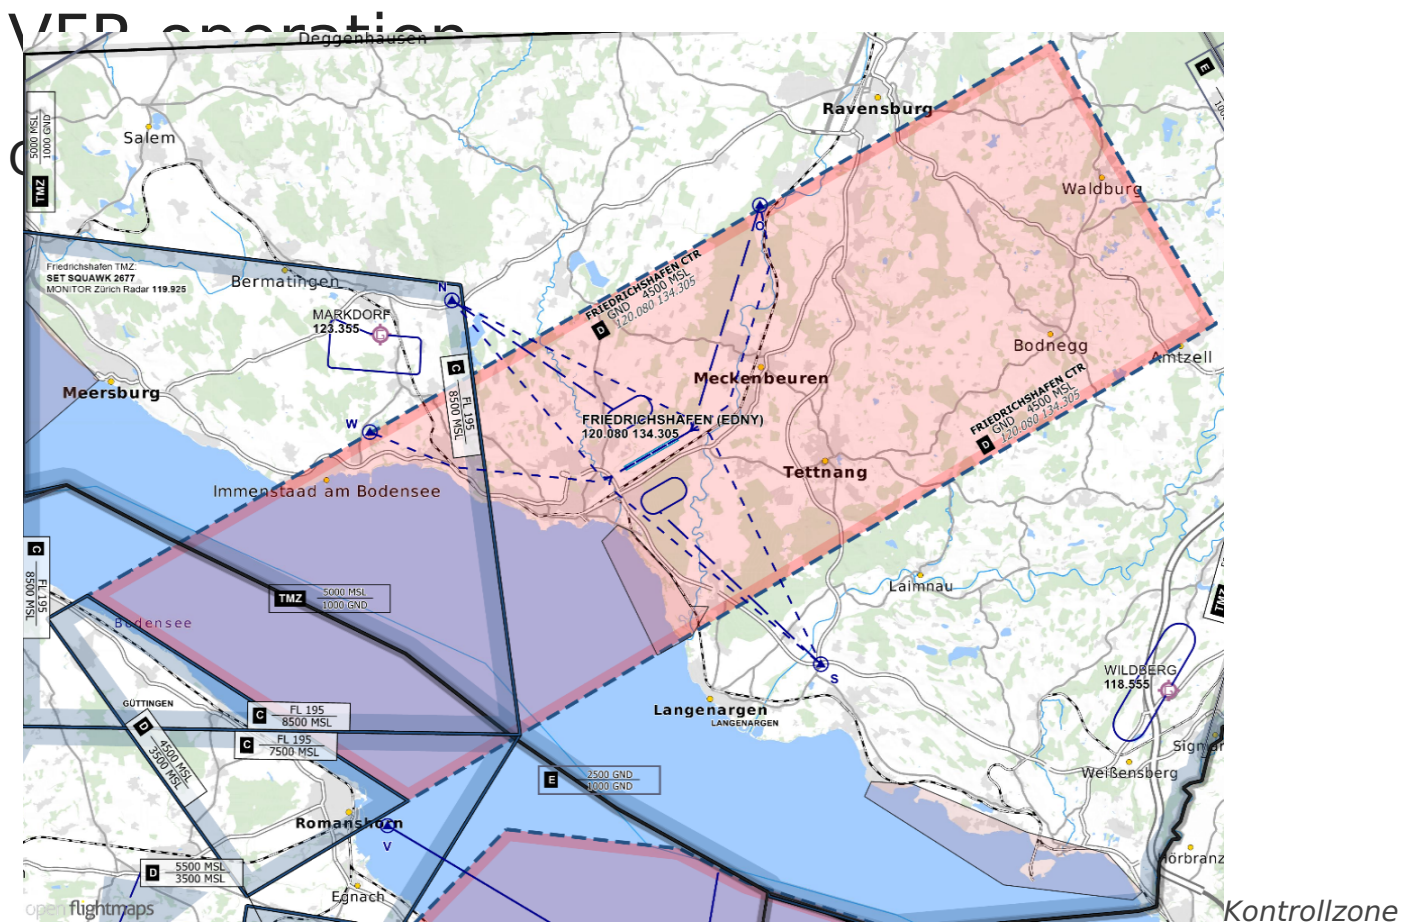 VFR operation
Deggenhausen
Ravensburg
Salem
5000 MSL
1000 GND
TMZ
E
Waldburg
O
Friedrichshafen TMZ:
SET SQUAWK 2677
MONITOR Zürich Radar 119.925
Bermatingen
N
MARKDORF
123.355
FRIEDRICHSHAFEN CTR
D GND 4500 MSL
120.080 134.305
Bodnegg
Amtzell
Meersburg
C
FL 195
8500 MSL
Meckenbeuren
FRIEDRICHSHAFEN CTR
D GND 4500 MSL
120.080 134.305
W
FRIEDRICHSHAFEN (EDNY)
120.080 134.305
Tettnang
Immenstaad am Bodensee
C
FL 195
8500 MSL
TMZ
5000 MSL
1000 GND
Laimnau
TMZ
Bodensee
S
WILDBERG
118.555
GÜTTINGEN
C
FL 195
8500 MSL
Langenargen
LANGENARGEN
D
4500 MSL
3500 MSL
C
FL 195
7500 MSL
E
2500 GND
1000 GND
Weißensberg
Romanshorn
V
D
5500 MSL
3500 MSL
Hörbranz
Egnach
openflightmaps
Kontrollzone